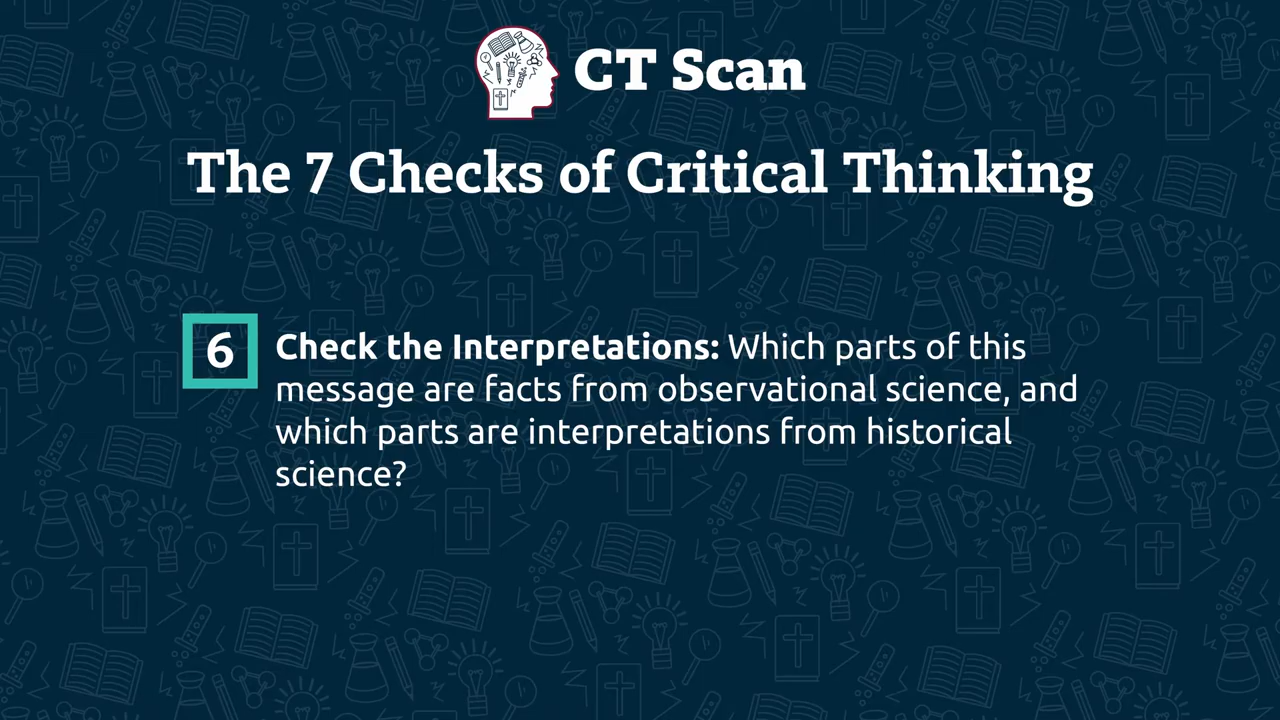 CT Scan
The 7 Checks of Critical Thinking
6
Check the Interpretations: Which parts of this
message are facts from observational science, and
which parts are interpretations from historical
science?